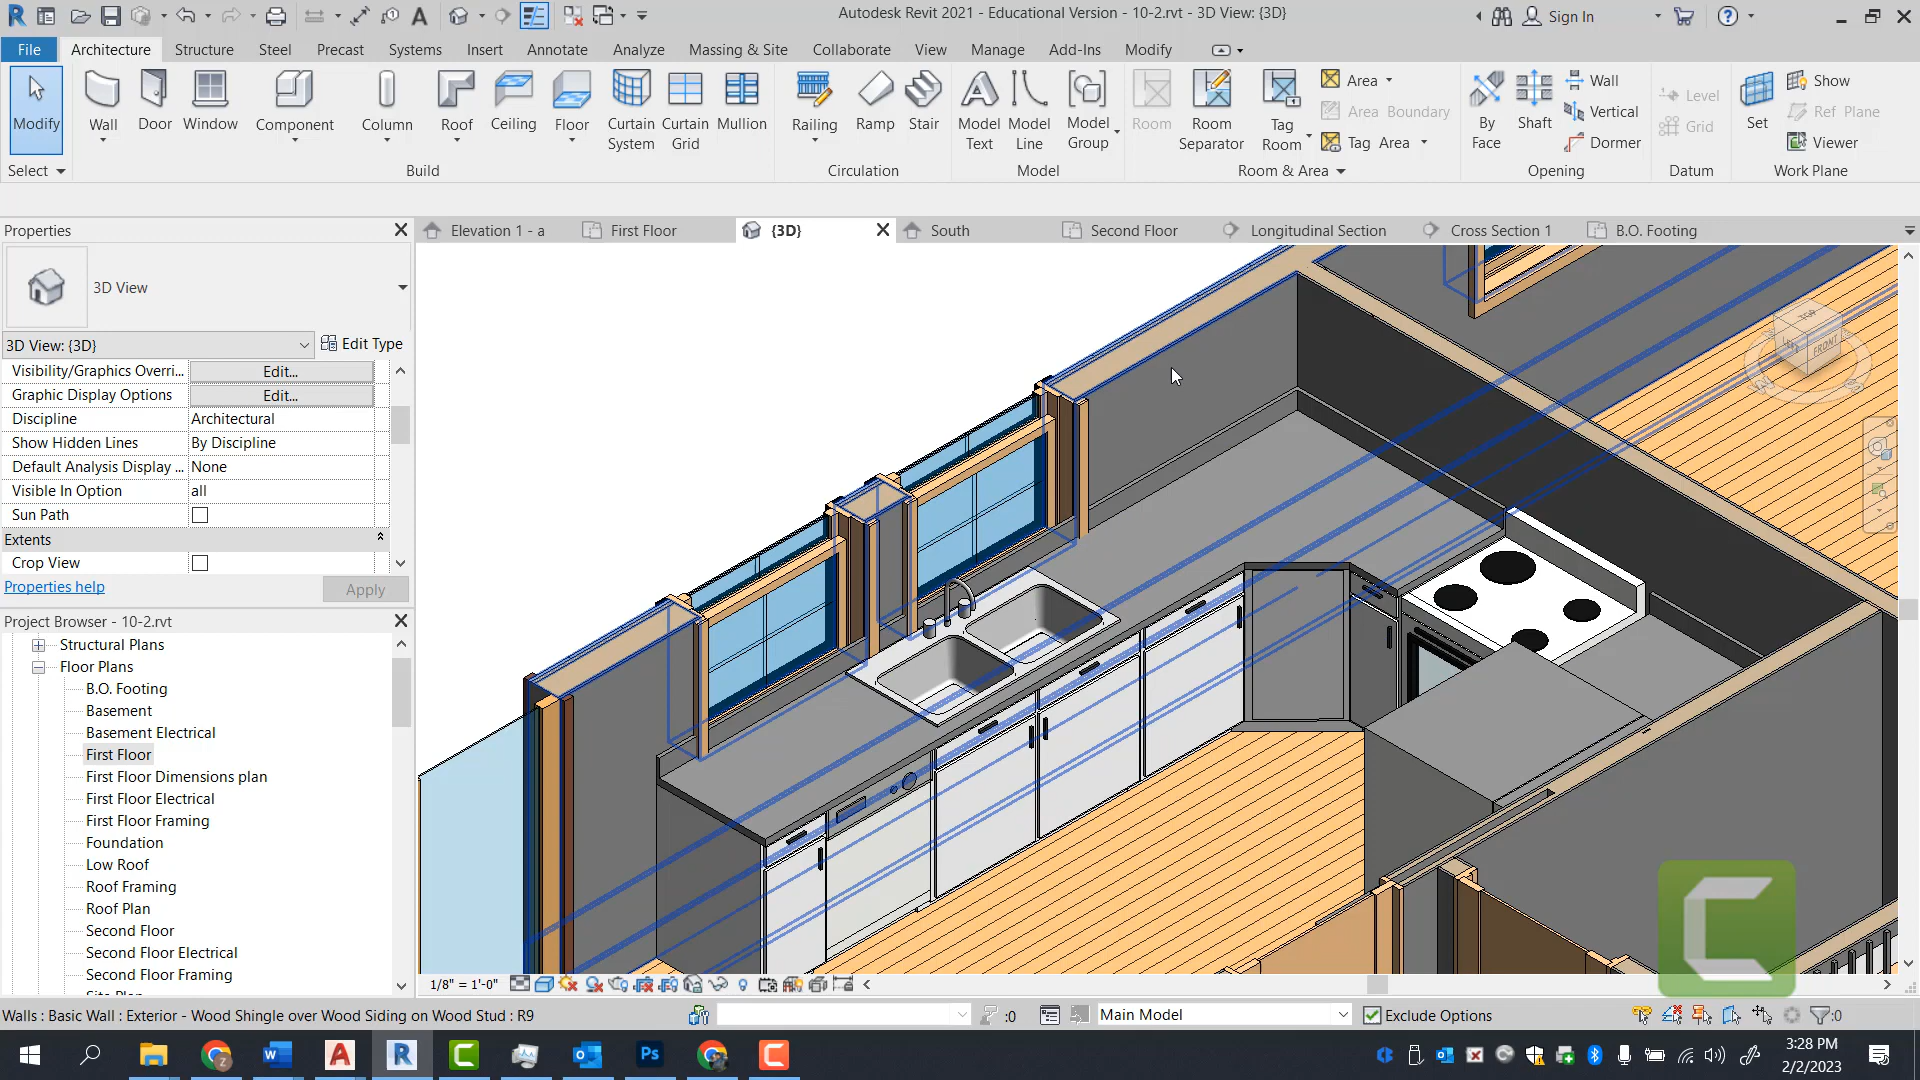 Autodesk Revit 2021 - Educational Version - 10-2.rvt - 3D View: {3D}
Sign In
File Architecture Structure Steel Precast Systems Insert Annotate Analyze Massing & Site Collaborate View Manage Add-Ins Modify
Modify
Wall
Door
Window
Component
Column
Roof
Ceiling
Floor
Curtain System
Curtain Grid
Mullion
Railing
Ramp
Stair
Model Text
Model Line
Model Group
Room
Room Separator
Tag Room
Area
Area Boundary
Tag Area
By Face
Shaft
Wall
Vertical
Dormer
Level
Grid
Set
Show
Ref Plane
Viewer
Select Build Circulation Model Room & Area Opening Datum Work Plane
Properties
Elevation 1 - a First Floor {3D} South Second Floor Longitudinal Section Cross Section 1 B.O. Footing
3D View
3D View: {3D} Edit Type
Visibility/Graphics Overri... Edit...
Graphic Display Options Edit...
Discipline Architectural
Show Hidden Lines By Discipline
Default Analysis Display ... None
Visible In Option all
Sun Path
Extents
Crop View
Properties help Apply
Project Browser - 10-2.rvt
Structural Plans
Floor Plans
B.O. Footing
Basement
Basement Electrical
First Floor
First Floor Dimensions plan
First Floor Electrical
First Floor Framing
Foundation
Low Roof
Roof Framing
Roof Plan
Second Floor
Second Floor Electrical
Second Floor Framing
TOP
FRONT
1/8" = 1'-0"
Walls : Basic Wall : Exterior - Wood Shingle over Wood Siding on Wood Stud : R9
:0
Main Model
Exclude Options
:0
3:28 PM
2/2/2023